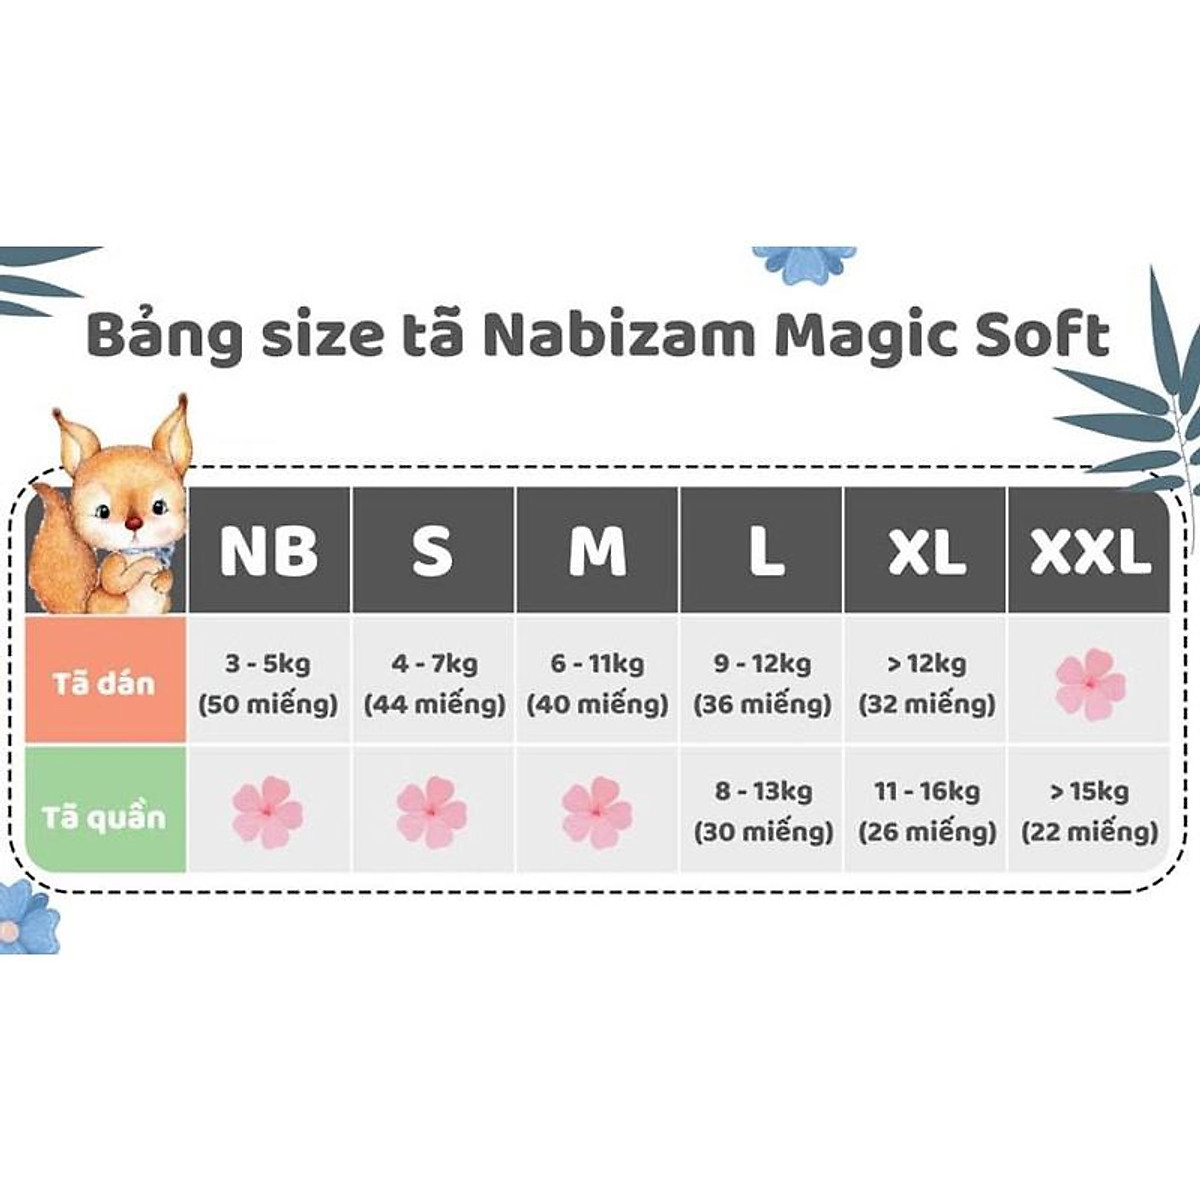 Bảng size tã Nabizam Magic Soft
NB S M L XL XXL
Tã dán
3 - 5kg (50 miếng)
4 - 7kg (44 miếng)
6 - 11kg (40 miếng)
9 - 12kg (36 miếng)
> 12kg (32 miếng)
Tã quần
8 - 13kg (30 miếng)
11 - 16kg (26 miếng)
> 15kg (22 miếng)